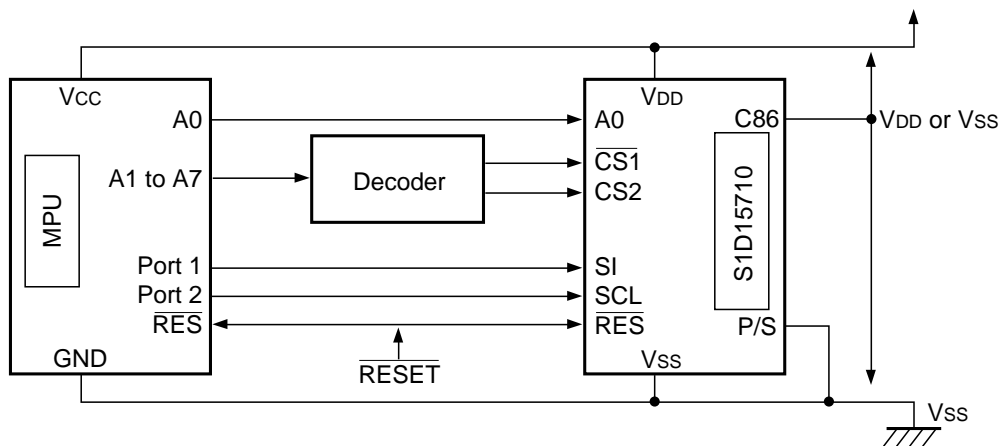 VCC
VDD
A0
A0
C86
VDD or VSS
CS1
A1 to A7
Decoder
CS2
MPU
S1D15710
Port 1
SI
Port 2
SCL
RES
RES
P/S
GND
RESET
VSS
VSS